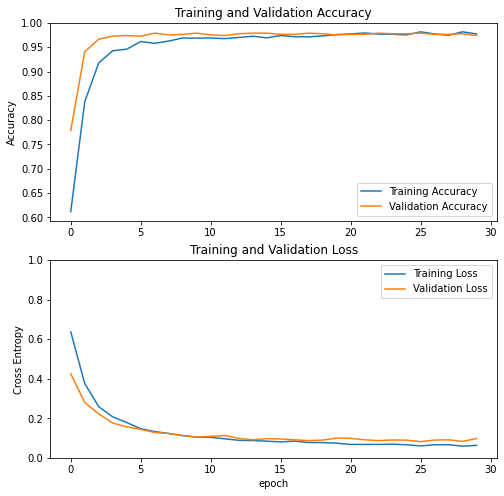 Training and Validation Accuracy
1.00
0.95
0.90
0.85
0.80
0.75
0.70
0.65
0.60
Accuracy
Training Accuracy
Validation Accuracy
0 5 10 15 20 25 30
Training and Validation Loss
1.0
0.8
0.6
0.4
0.2
0.0
Cross Entropy
Training Loss
Validation Loss
0 5 10 15 20 25 30
epoch